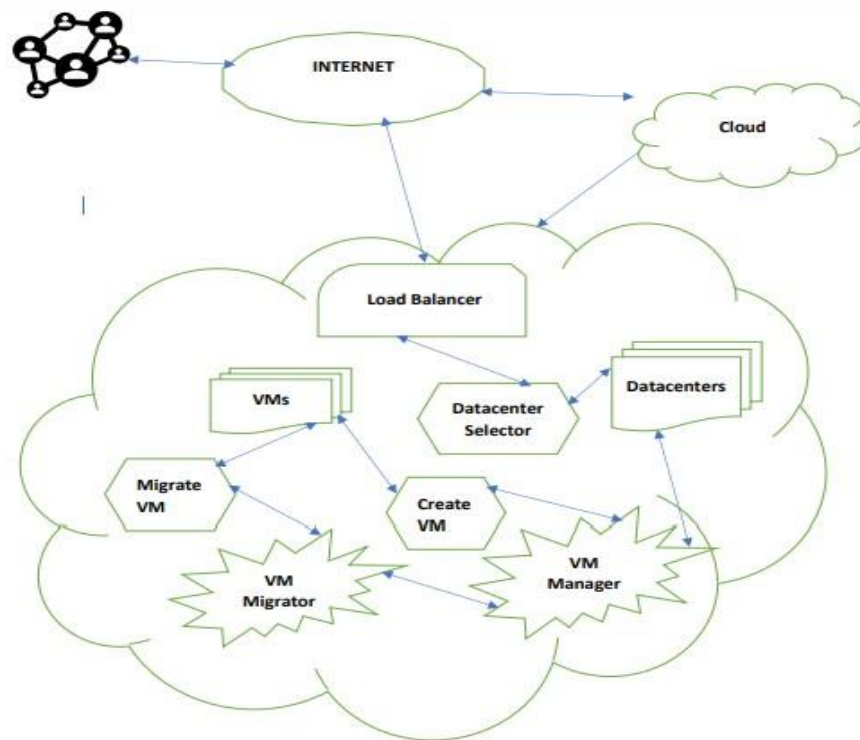 INTERNET
Cloud
Load Balancer
VMs
Datacenter
Selector
Datacenters
Migrate
VM
Create
VM
VM
Migrator
VM
Manager